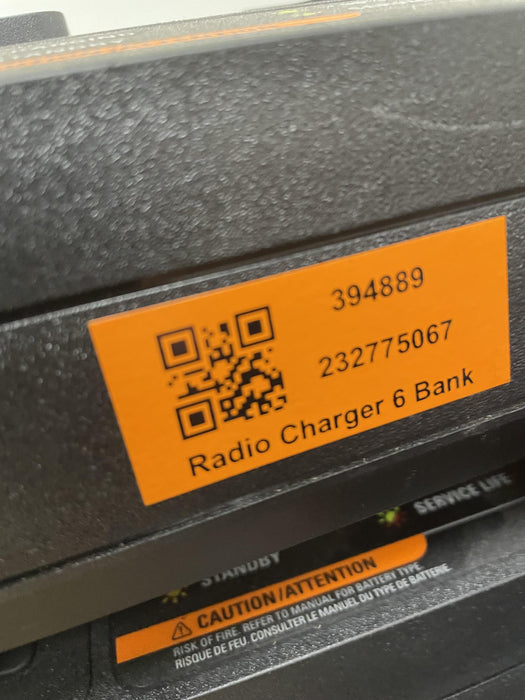 394889
232775067
Radio Charger 6 Bank
STANDBY
SERVICE LIFE
CAUTION/ATTENTION
RISK OF FIRE. REFER TO MANUAL FOR BATTERY TYPE.
RISQUE DE FEU. CONSULTER LE MANUEL DU TYPE DE BATTERIE.